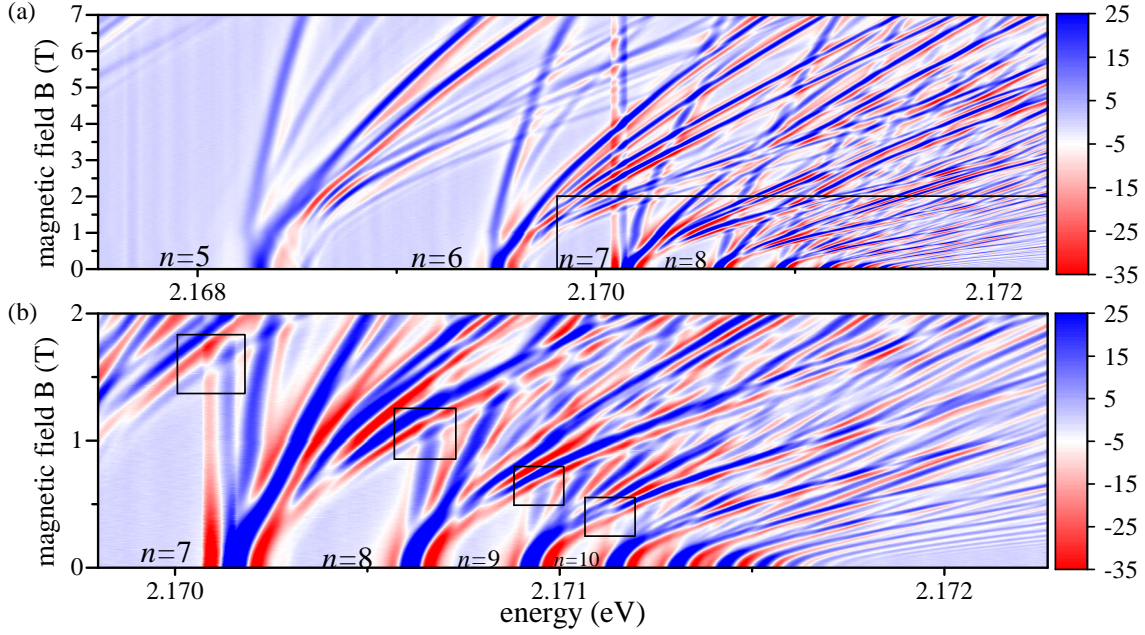 (a)
magnetic field B (T)
7
6
5
4
3
2
1
0
n=5
n=6
n=7
n=8
2.168
2.170
2.172
25
15
5
-5
-15
-25
-35
(b)
magnetic field B (T)
2
1
0
n=7
n=8
n=9
n=10
2.170
2.171
2.172
energy (eV)
25
15
5
-5
-15
-25
-35